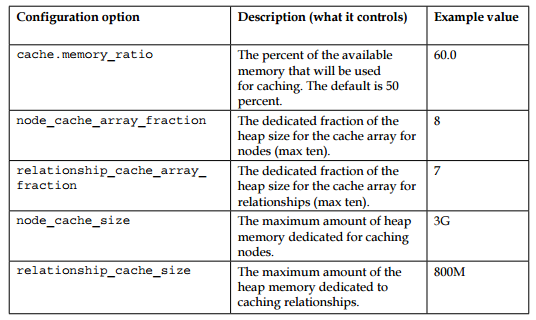 Configuration option Description (what it controls) Example value
cache.memory_ratio The percent of the available 60.0
memory that will be used
for caching. The default is 50
percent.
node_cache_array_fraction The dedicated fraction of the 8
heap size for the cache array for
nodes (max ten).
relationship_cache_array_ The dedicated fraction of the 7
fraction heap size for the cache array for
relationships (max ten).
node_cache_size The maximum amount of heap 3G
memory dedicated for caching
nodes.
relationship_cache_size The maximum amount of the 800M
heap memory dedicated to
caching relationships.